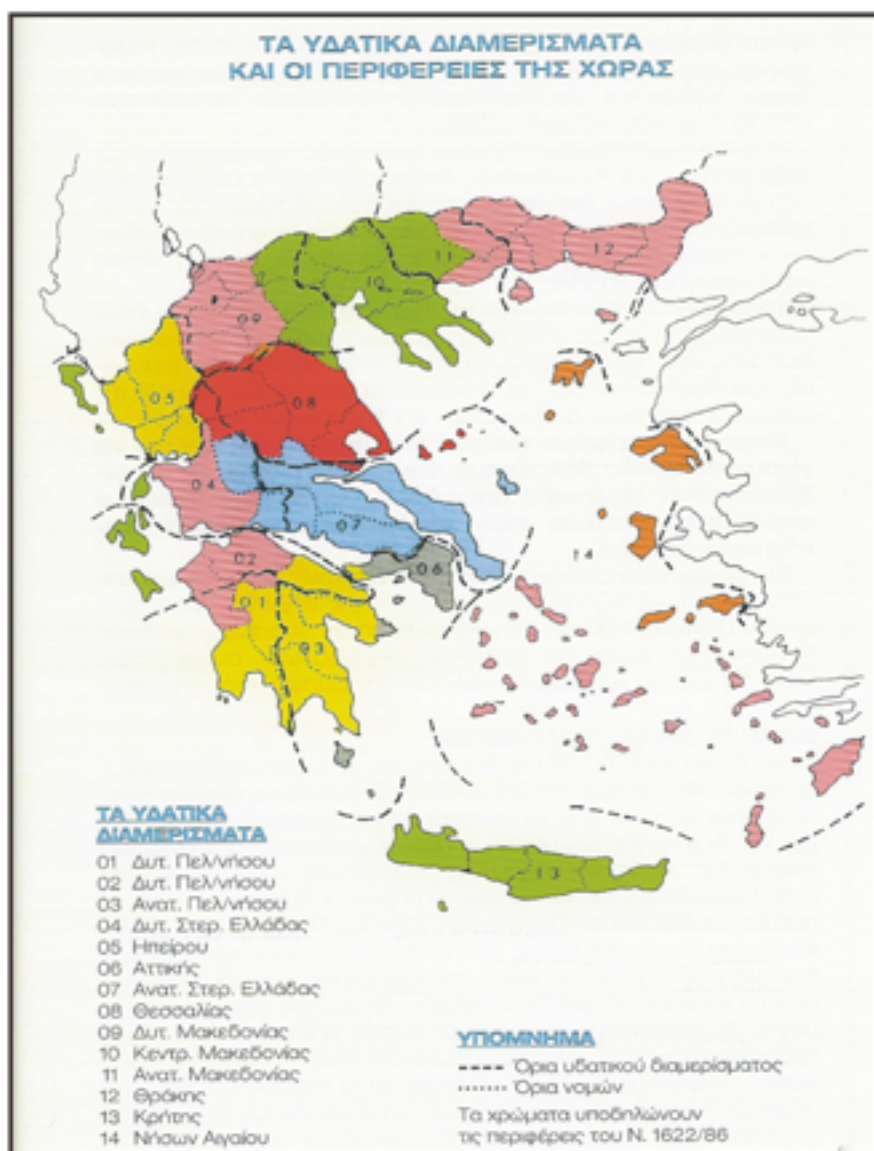 ΤΑ ΥΔΑΤΙΚΑ ΔΙΑΜΕΡΙΣΜΑΤΑ
ΚΑΙ ΟΙ ΠΕΡΙΦΕΡΕΙΕΣ ΤΗΣ ΧΩΡΑΣ
12
11
10
09
05
08
04
07
14
06
02
01
03
13
ΤΑ ΥΔΑΤΙΚΑ
ΔΙΑΜΕΡΙΣΜΑΤΑ
01 Δυτ. Πελ/νήσου
02 Δυτ. Πελ/νήσου
03 Ανατ. Πελ/νήσου
04 Δυτ. Στερ. Ελλάδας
05 Ηπείρου
06 Αττικής
07 Ανατ. Στερ. Ελλάδας
08 Θεσσαλίας
09 Δυτ. Μακεδονίας
10 Κεντρ. Μακεδονίας
11 Ανατ. Μακεδονίας
12 Θράκης
13 Κρήτης
14 Νήσων Αιγαίου
ΥΠΟΜΝΗΜΑ
Όρια υδατικού διαμερίσματος
Όρια νομών
Τα χρώματα υποδηλώνουν
τις περιφέρεις του Ν. 1622/86